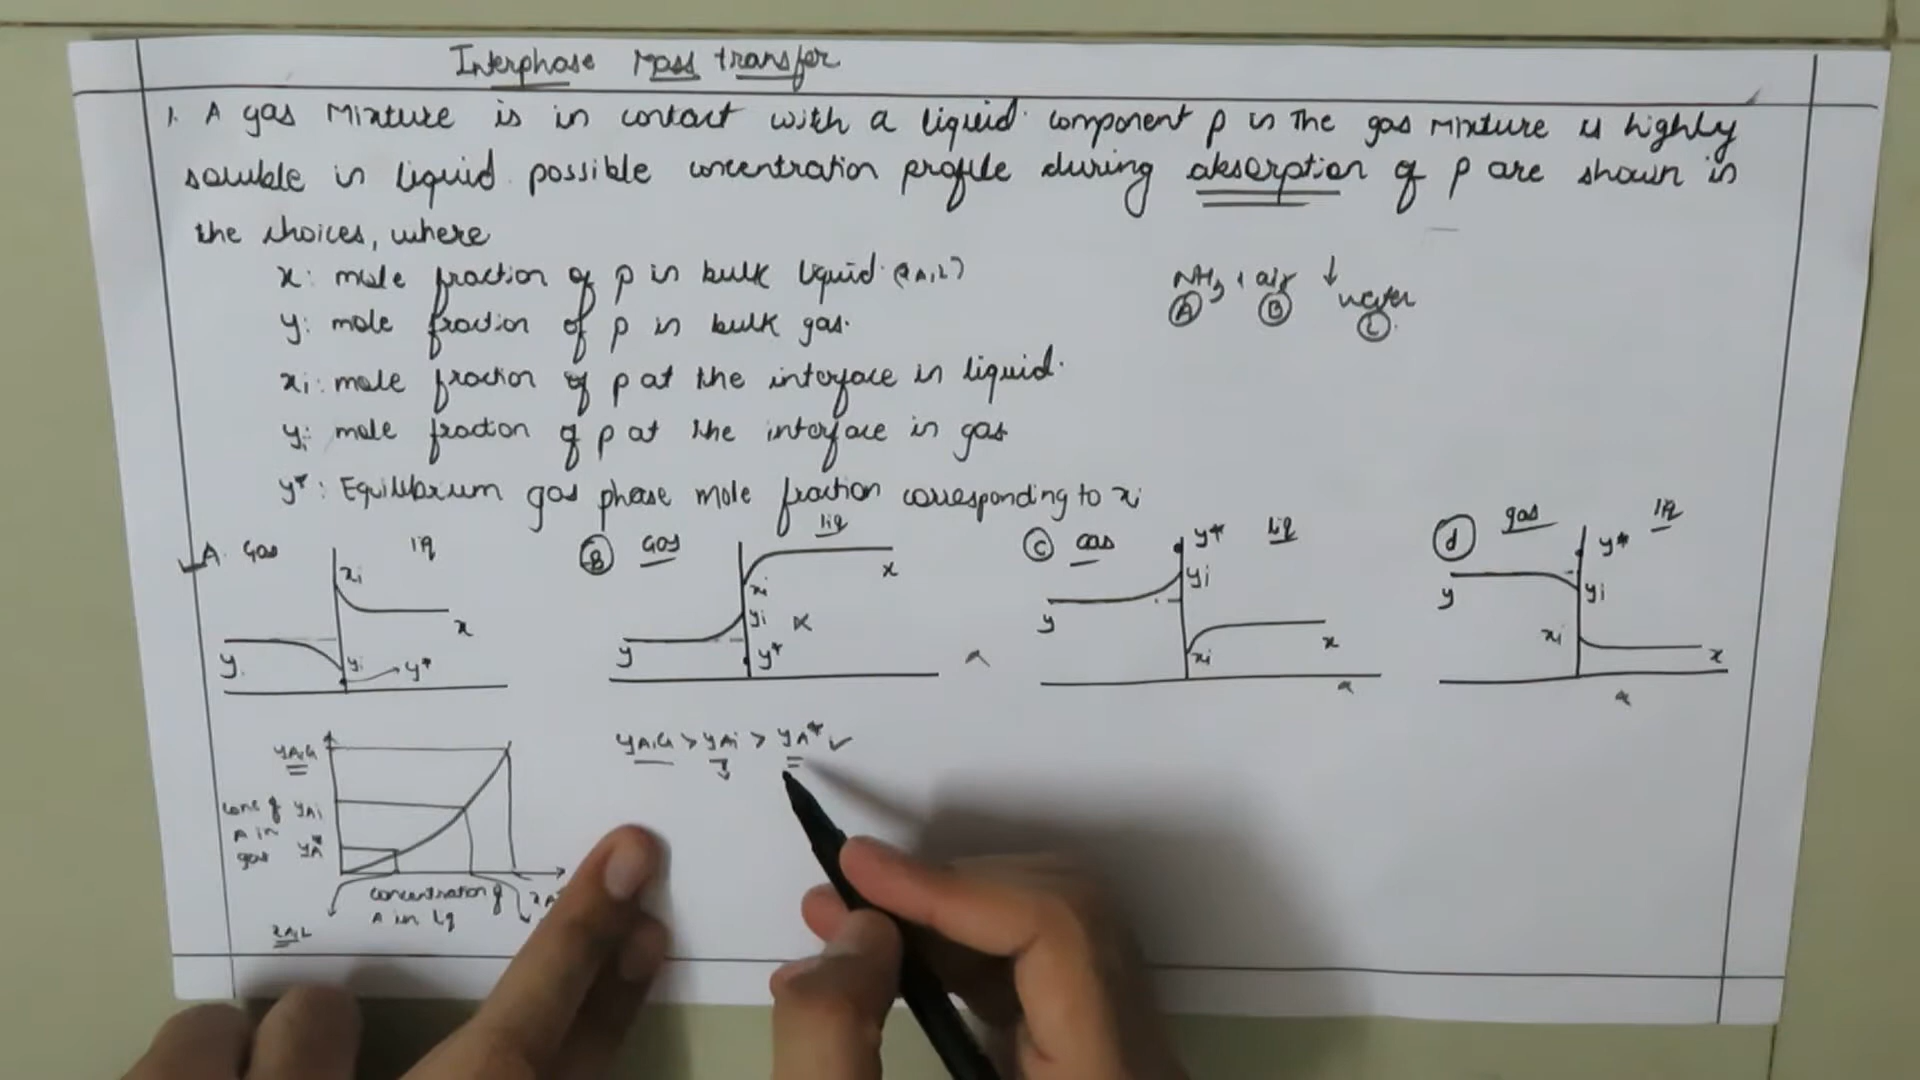 Interphase Mass transfer
1. A gas Mixture is in contact with a liquid. component p in The gas mixture is highly
soluble in liquid. possible concentration profile during absorption of p are shown in
the choices, where
x: mole fraction of p in bulk liquid. (xA,L)
NH3 + air ↓ water
A B L
y: mole fraction of p in bulk gas.
xi: mole fraction of p at the interface in liquid.
yi: mole fraction of p at the interface in gas
y*: Equilibrium gas phase mole fraction corresponding to xi
A. Gas liq
xi
x
y
yi → y*
B Gas liq
xi
x
yi x
y
y*
C Gas liq
y*
yi
y
xi
x
d gas liq
y*
y
yi
xi
x
yA,G
conc of A in gas
yAi
yA*
concentration of
A in Lq
xA,L
yA,G > yAi > yA* ✓